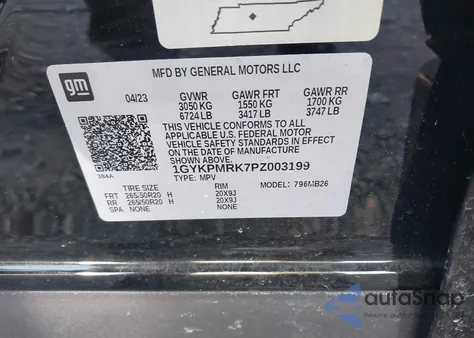 gm
MFD BY GENERAL MOTORS LLC
04/23 GVWR GAWR FRT GAWR RR
3050 KG 1550 KG 1700 KG
6724 LB 3417 LB 3747 LB
THIS VEHICLE CONFORMS TO ALL
APPLICABLE U.S. FEDERAL MOTOR
VEHICLE SAFETY STANDARDS IN EFFECT
ON THE DATE OF MANUFACTURE
SHOWN ABOVE.
1GYKPMRK7PZ003199
TYPE: MPV MODEL: 796MB26
TIRE SIZE RIM
FRT 265/50R20 H 20X9J
RR 265/50R20 H 20X9J
SPA NONE NONE
autoSnap